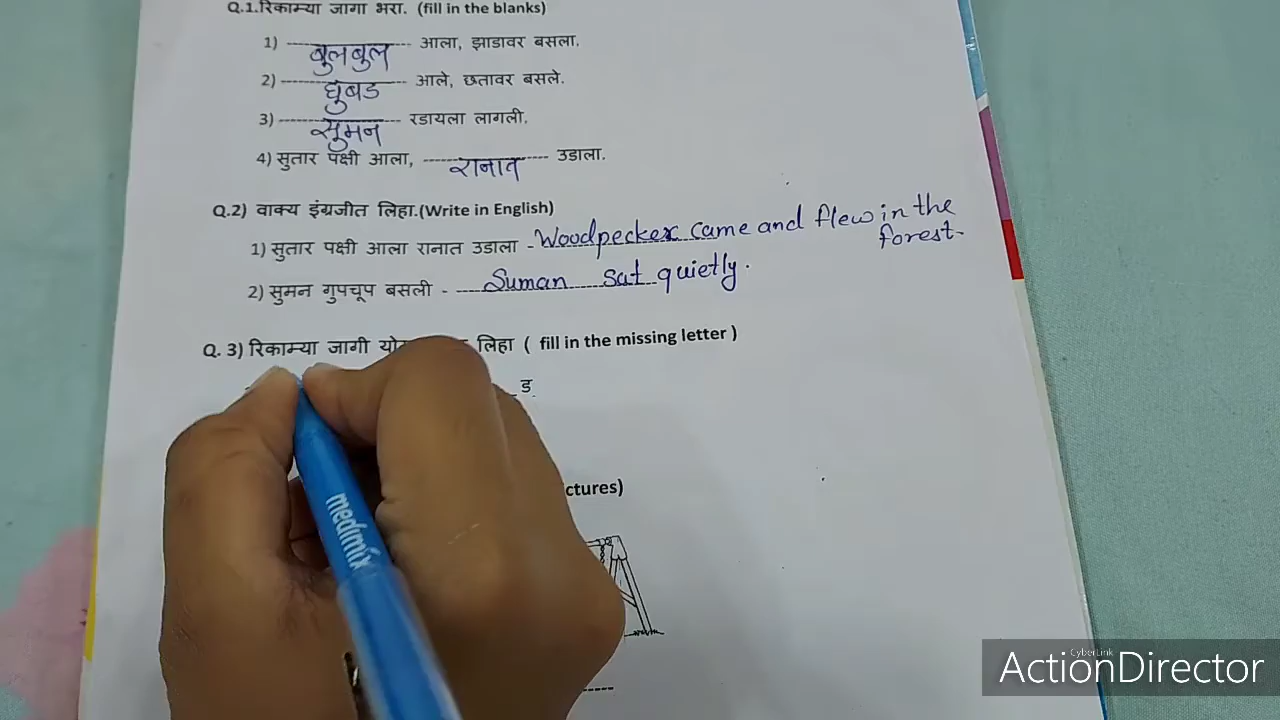 Q.1.रिकाम्या जागा भरा. (fill in the blanks)
1) बुलबुल आला, झाडावर बसला.
2) घुबड आले, छतावर बसले.
3) सुमन रडायला लागली.
4) सुतार पक्षी आला, रानात उडाला.
Q.2) वाक्य इंग्रजीत लिहा.(Write in English)
1) सुतार पक्षी आला रानात उडाला - Woodpecker came and flew in the
forest.
2) सुमन गुपचूप बसली - Suman sat quietly.
Q. 3) रिकाम्या जागी लिहा ( fill in the missing letter )
ड
ctures)
medimix
CyberLink
ActionDirector